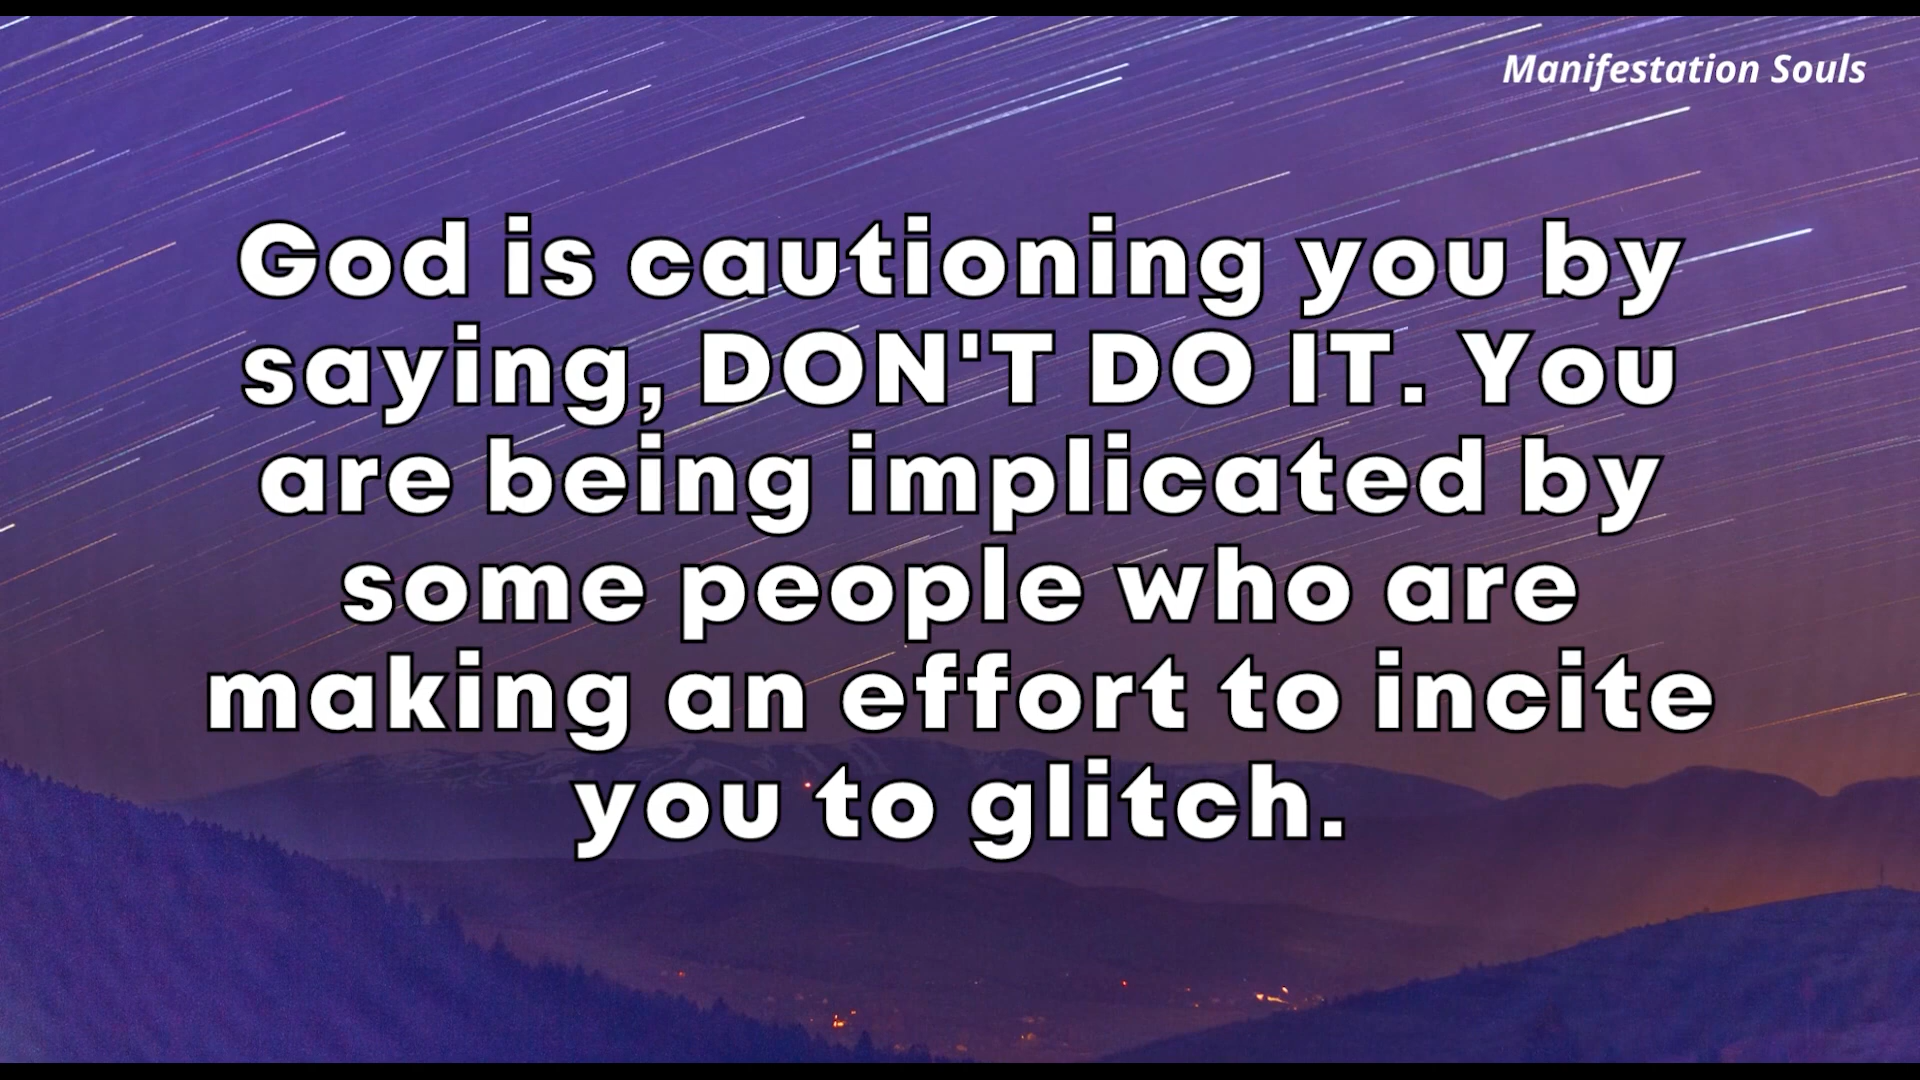 Manifestation Souls
God is cautioning you by
saying, DON'T DO IT. You
are being implicated by
some people who are
making an effort to incite
you to glitch.